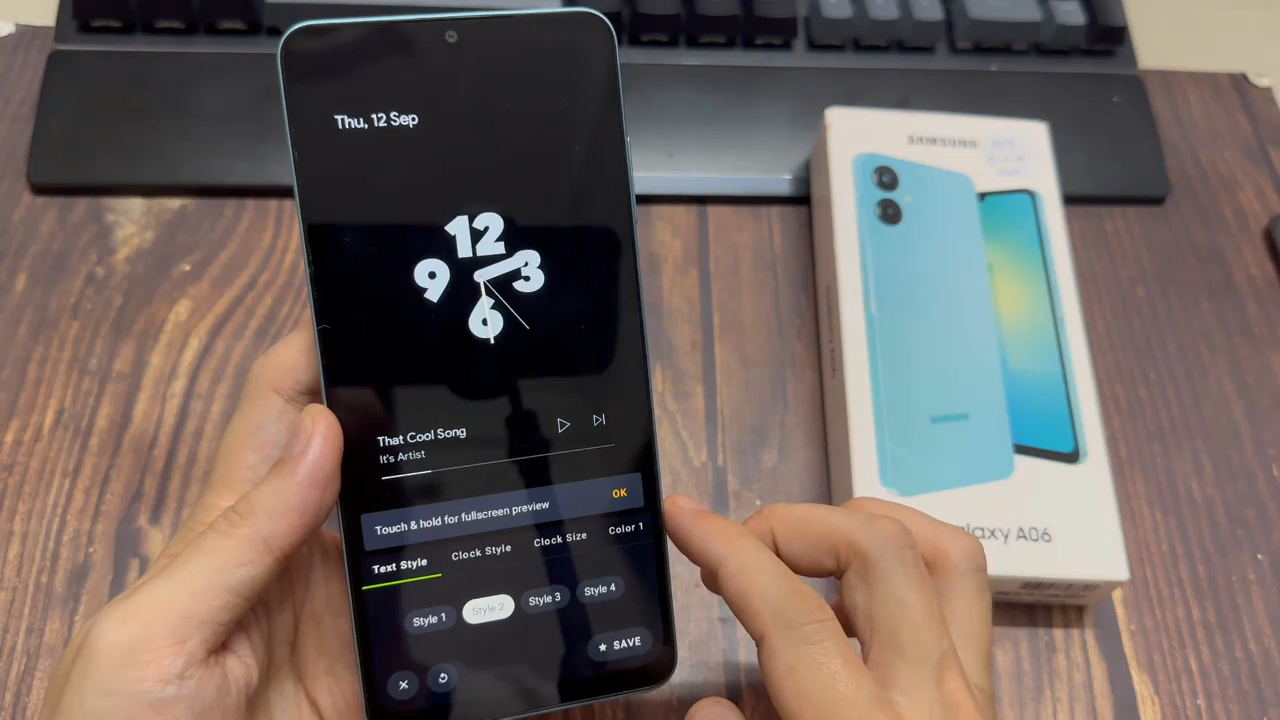 Thu, 12 Sep
12
9
3
6
That Cool Song
It's Artist
Touch & hold for fullscreen preview
OK
Text Style
Clock Style
Clock Size
Color 1
Style 1
Style 2
Style 3
Style 4
SAVE
SAMSUNG
laxy A06